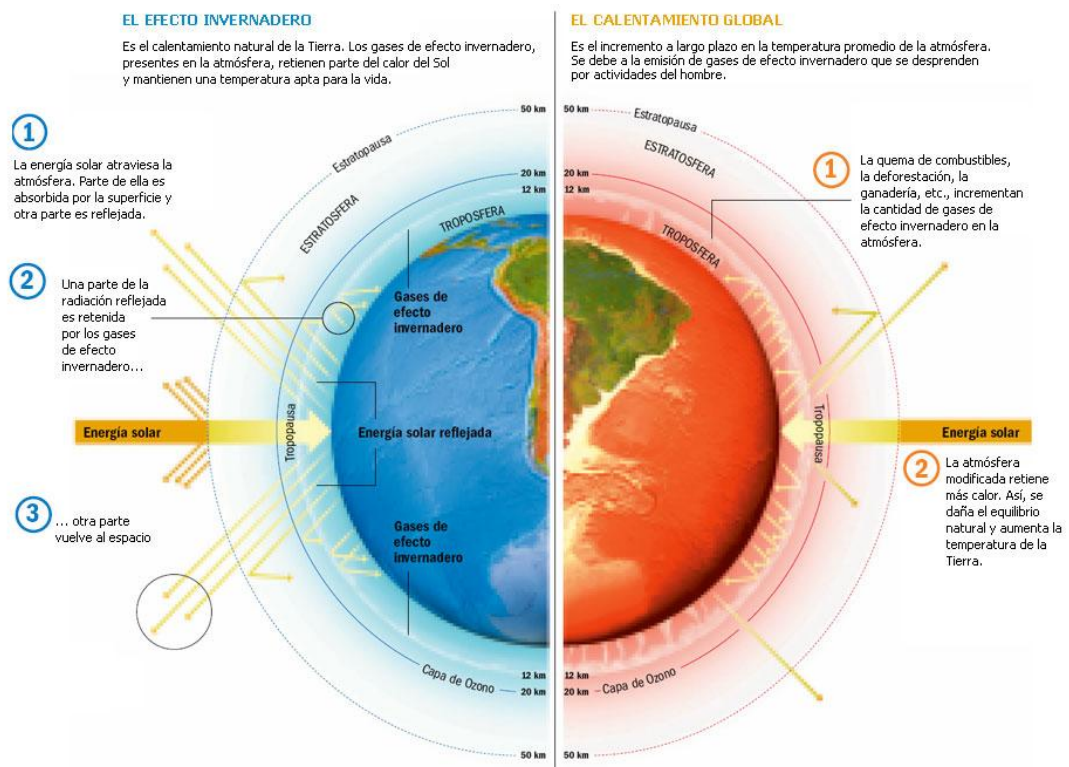 EL EFECTO INVERNADERO
Es el calentamiento natural de la Tierra. Los gases de efecto invernadero,
presentes en la atmósfera, retienen parte del calor del Sol
y mantienen una temperatura apta para la vida.
1
La energía solar atraviesa la
atmósfera. Parte de ella es
absorbida por la superficie y
otra parte es reflejada.
2
Una parte de la
radiación reflejada
es retenida
por los gases
de efecto
invernadero...
Energía solar
3
... otra parte
vuelve al espacio
50 km
Estratopausa
20 km
ESTRATOSFERA
12 km
TROPOSFERA
Gases de
efecto
invernadero
Tropopausa
Energía solar reflejada
Gases de
efecto
invernadero
12 km
Capa de Ozono
20 km
50 km
EL CALENTAMIENTO GLOBAL
Es el incremento a largo plazo en la temperatura promedio de la atmósfera.
Se debe a la emisión de gases de efecto invernadero que se desprenden
por actividades del hombre.
50 km
Estratopausa
ESTRATOSFERA
20 km
12 km
TROPOSFERA
1
La quema de combustibles,
la deforestación, la
ganadería, etc., incrementan
la cantidad de gases de
efecto invernadero en la
atmósfera.
Tropopausa
Energía solar
2
La atmósfera
modificada retiene
más calor. Así, se
daña el equilibrio
natural y aumenta la
temperatura de la
Tierra.
12 km
20 km
Capa de Ozono
50 km